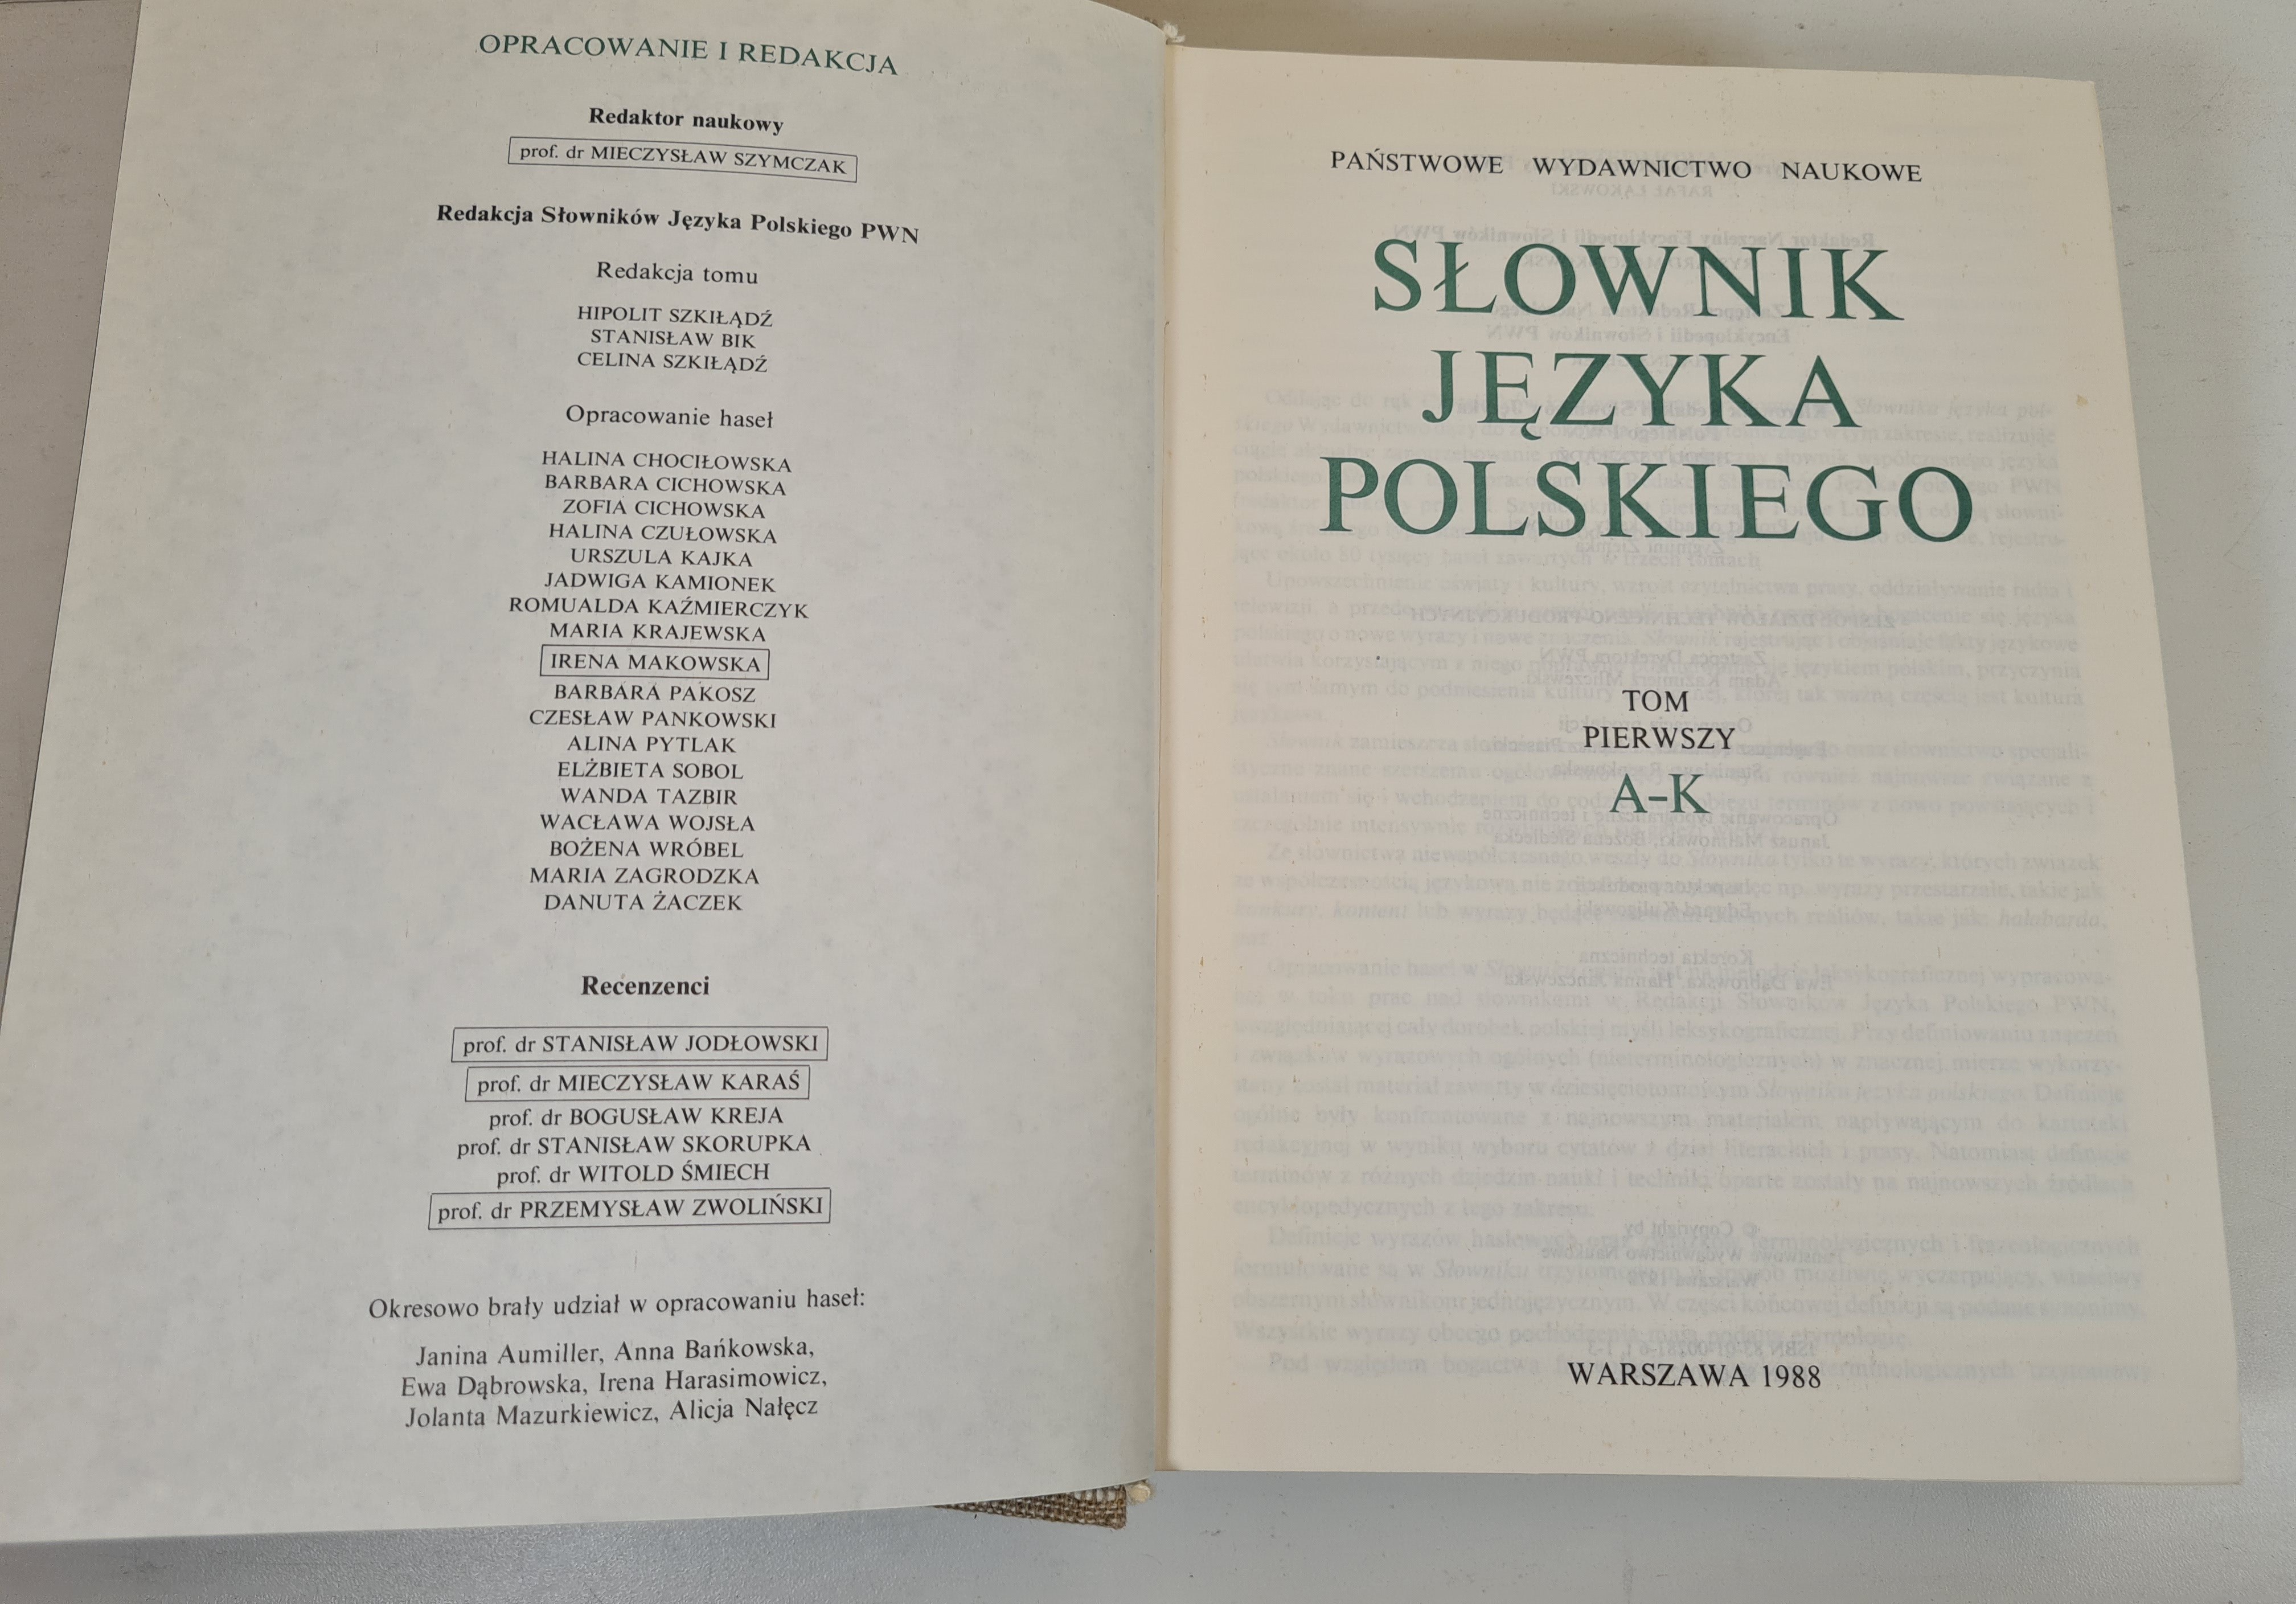 OPRACOWANIE I REDAKCJA
Redaktor naukowy
prof. dr MIECZYSŁAW SZYMCZAK
Redakcja Słowników Języka Polskiego PWN
Redakcja tomu
HIPOLIT SZKIŁĄDŹ
STANISŁAW BIK
CELINA SZKIŁĄDŹ
Opracowanie haseł
HALINA CHOCIŁOWSKA
BARBARA CICHOWSKA
ZOFIA CICHOWSKA
HALINA CZUŁOWSKA
URSZULA KAJKA
JADWIGA KAMIONEK
ROMUALDA KAŹMIERCZYK
MARIA KRAJEWSKA
IRENA MAKOWSKA
BARBARA PAKOSZ
CZESŁAW PANKOWSKI
ALINA PYTLAK
ELŻBIETA SOBOL
WANDA TAZBIR
WACŁAWA WOJSŁA
BOŻENA WRÓBEL
MARIA ZAGRODZKA
DANUTA ŻACZEK
Recenzenci
prof. dr STANISŁAW JODŁOWSKI
prof. dr MIECZYSŁAW KARAŚ
prof. dr BOGUSŁAW KREJA
prof. dr STANISŁAW SKORUPKA
prof. dr WITOLD ŚMIECH
prof. dr PRZEMYSŁAW ZWOLIŃSKI
Okresowo brały udział w opracowaniu haseł:
Janina Aumiller, Anna Bańkowska,
Ewa Dąbrowska, Irena Harasimowicz,
Jolanta Mazurkiewicz, Alicja Nałęcz
PAŃSTWOWE WYDAWNICTWO NAUKOWE
SŁOWNIK
JĘZYKA
POLSKIEGO
TOM
PIERWSZY
A–K
WARSZAWA 1988